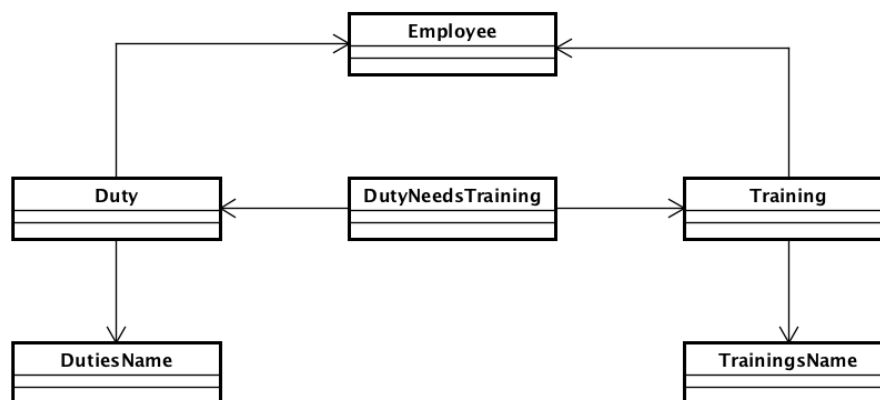 Employee
Duty
DutyNeedsTraining
Training
DutiesName
TrainingsName